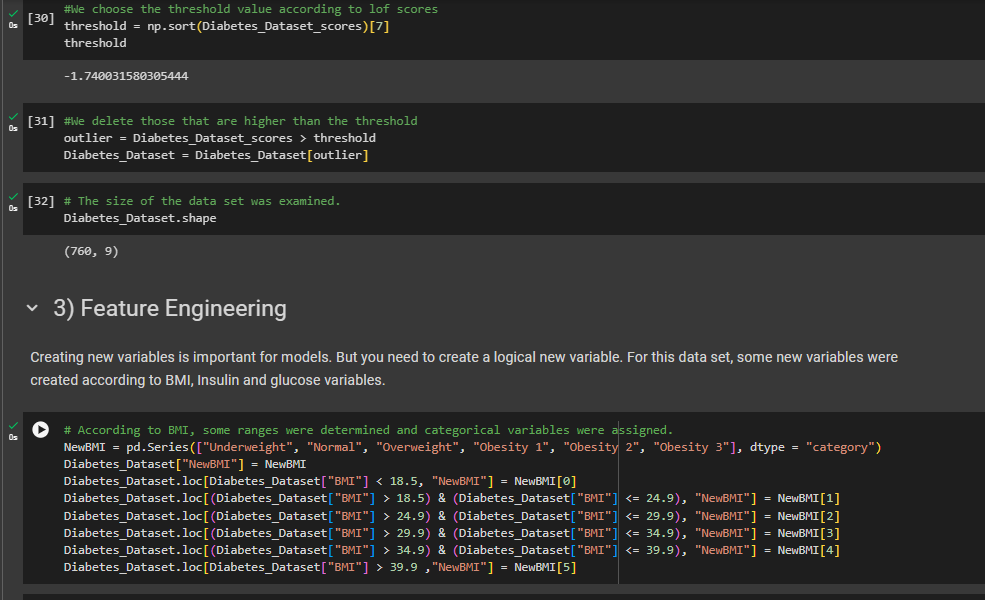 [30] #We choose the threshold value according to lof scores
threshold = np.sort(Diabetes_Dataset_scores)[7]
threshold
0s
-1.740031580305444
[31] #We delete those that are higher than the threshold
outlier = Diabetes_Dataset_scores > threshold
Diabetes_Dataset = Diabetes_Dataset[outlier]
0s
[32] # The size of the data set was examined.
Diabetes_Dataset.shape
0s
(760, 9)
3) Feature Engineering
Creating new variables is important for models. But you need to create a logical new variable. For this data set, some new variables were
created according to BMI, Insulin and glucose variables.
0s
# According to BMI, some ranges were determined and categorical variables were assigned.
NewBMI = pd.Series(["Underweight", "Normal", "Overweight", "Obesity 1", "Obesity 2", "Obesity 3"], dtype = "category")
Diabetes_Dataset["NewBMI"] = NewBMI
Diabetes_Dataset.loc[Diabetes_Dataset["BMI"] < 18.5, "NewBMI"] = NewBMI[0]
Diabetes_Dataset.loc[(Diabetes_Dataset["BMI"] > 18.5) & (Diabetes_Dataset["BMI"] <= 24.9), "NewBMI"] = NewBMI[1]
Diabetes_Dataset.loc[(Diabetes_Dataset["BMI"] > 24.9) & (Diabetes_Dataset["BMI"] <= 29.9), "NewBMI"] = NewBMI[2]
Diabetes_Dataset.loc[(Diabetes_Dataset["BMI"] > 29.9) & (Diabetes_Dataset["BMI"] <= 34.9), "NewBMI"] = NewBMI[3]
Diabetes_Dataset.loc[(Diabetes_Dataset["BMI"] > 34.9) & (Diabetes_Dataset["BMI"] <= 39.9), "NewBMI"] = NewBMI[4]
Diabetes_Dataset.loc[Diabetes_Dataset["BMI"] > 39.9 ,"NewBMI"] = NewBMI[5]